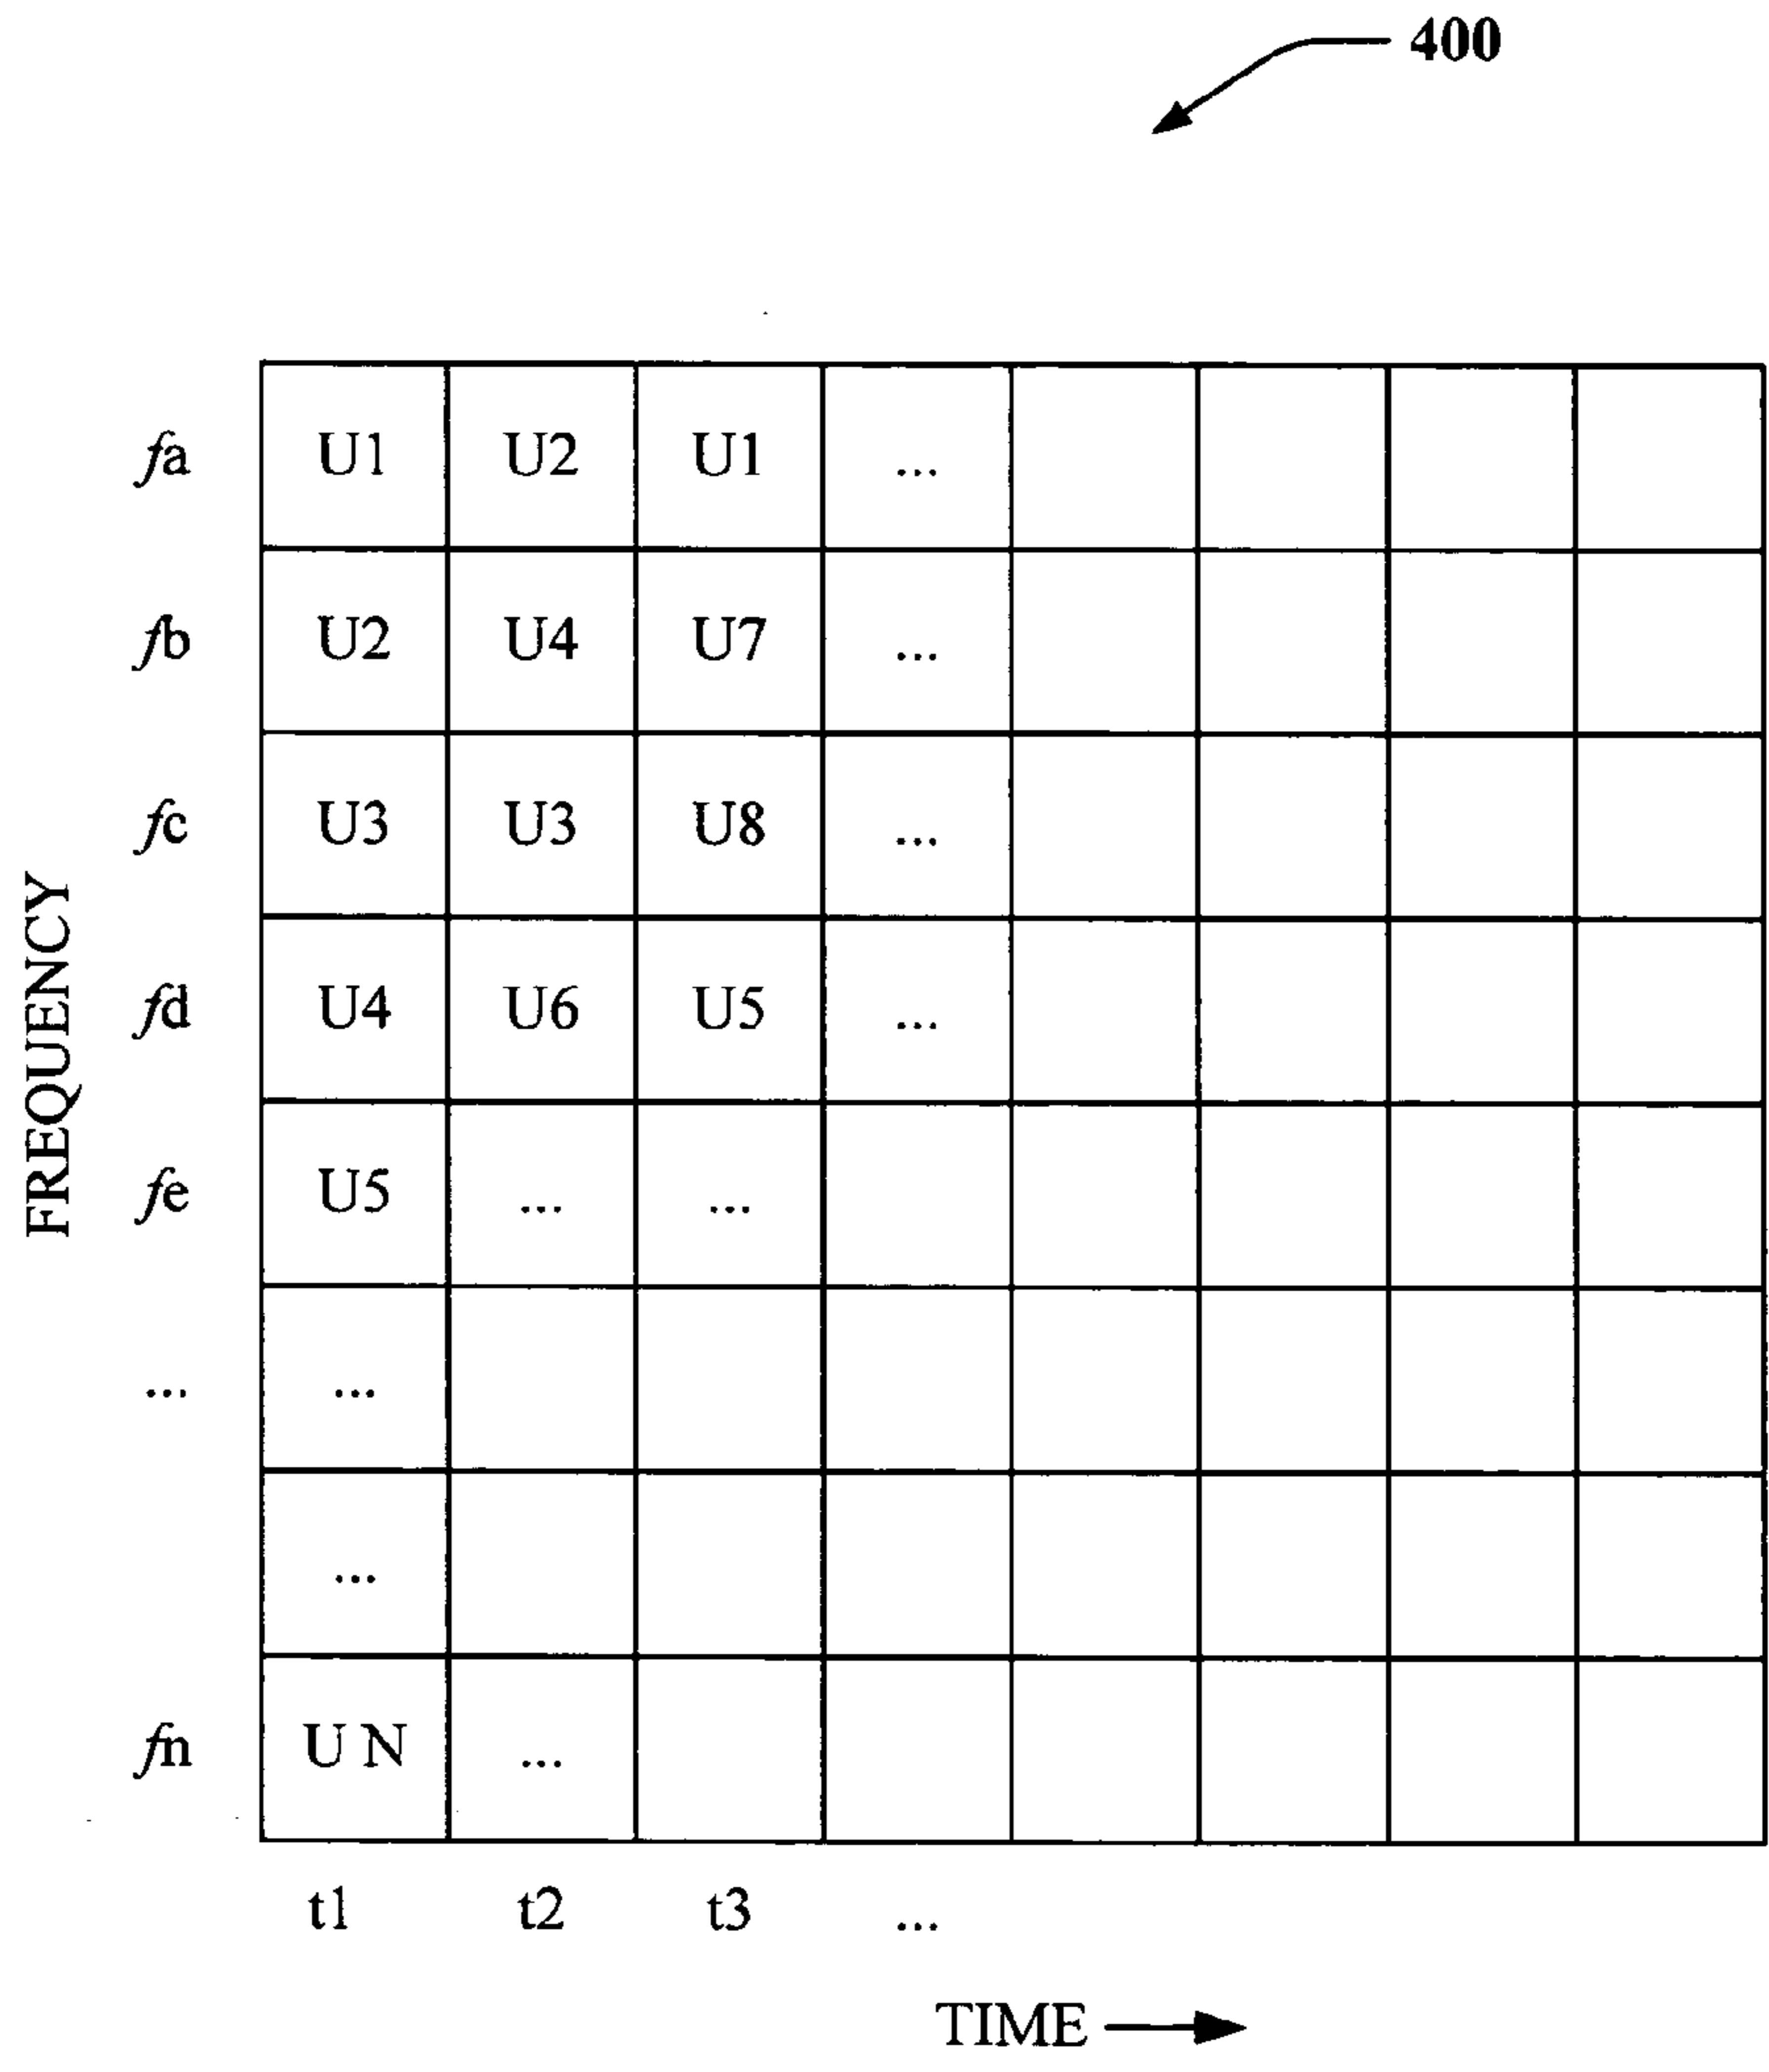 400
fa U1 U2 U1 ...
fb U2 U4 U7 ...
fc U3 U3 U8 ...
fd U4 U6 U5 ...
fe U5 ... ...
... ...
...
fn U N ...
t1 t2 t3 ...
FREQUENCY
TIME